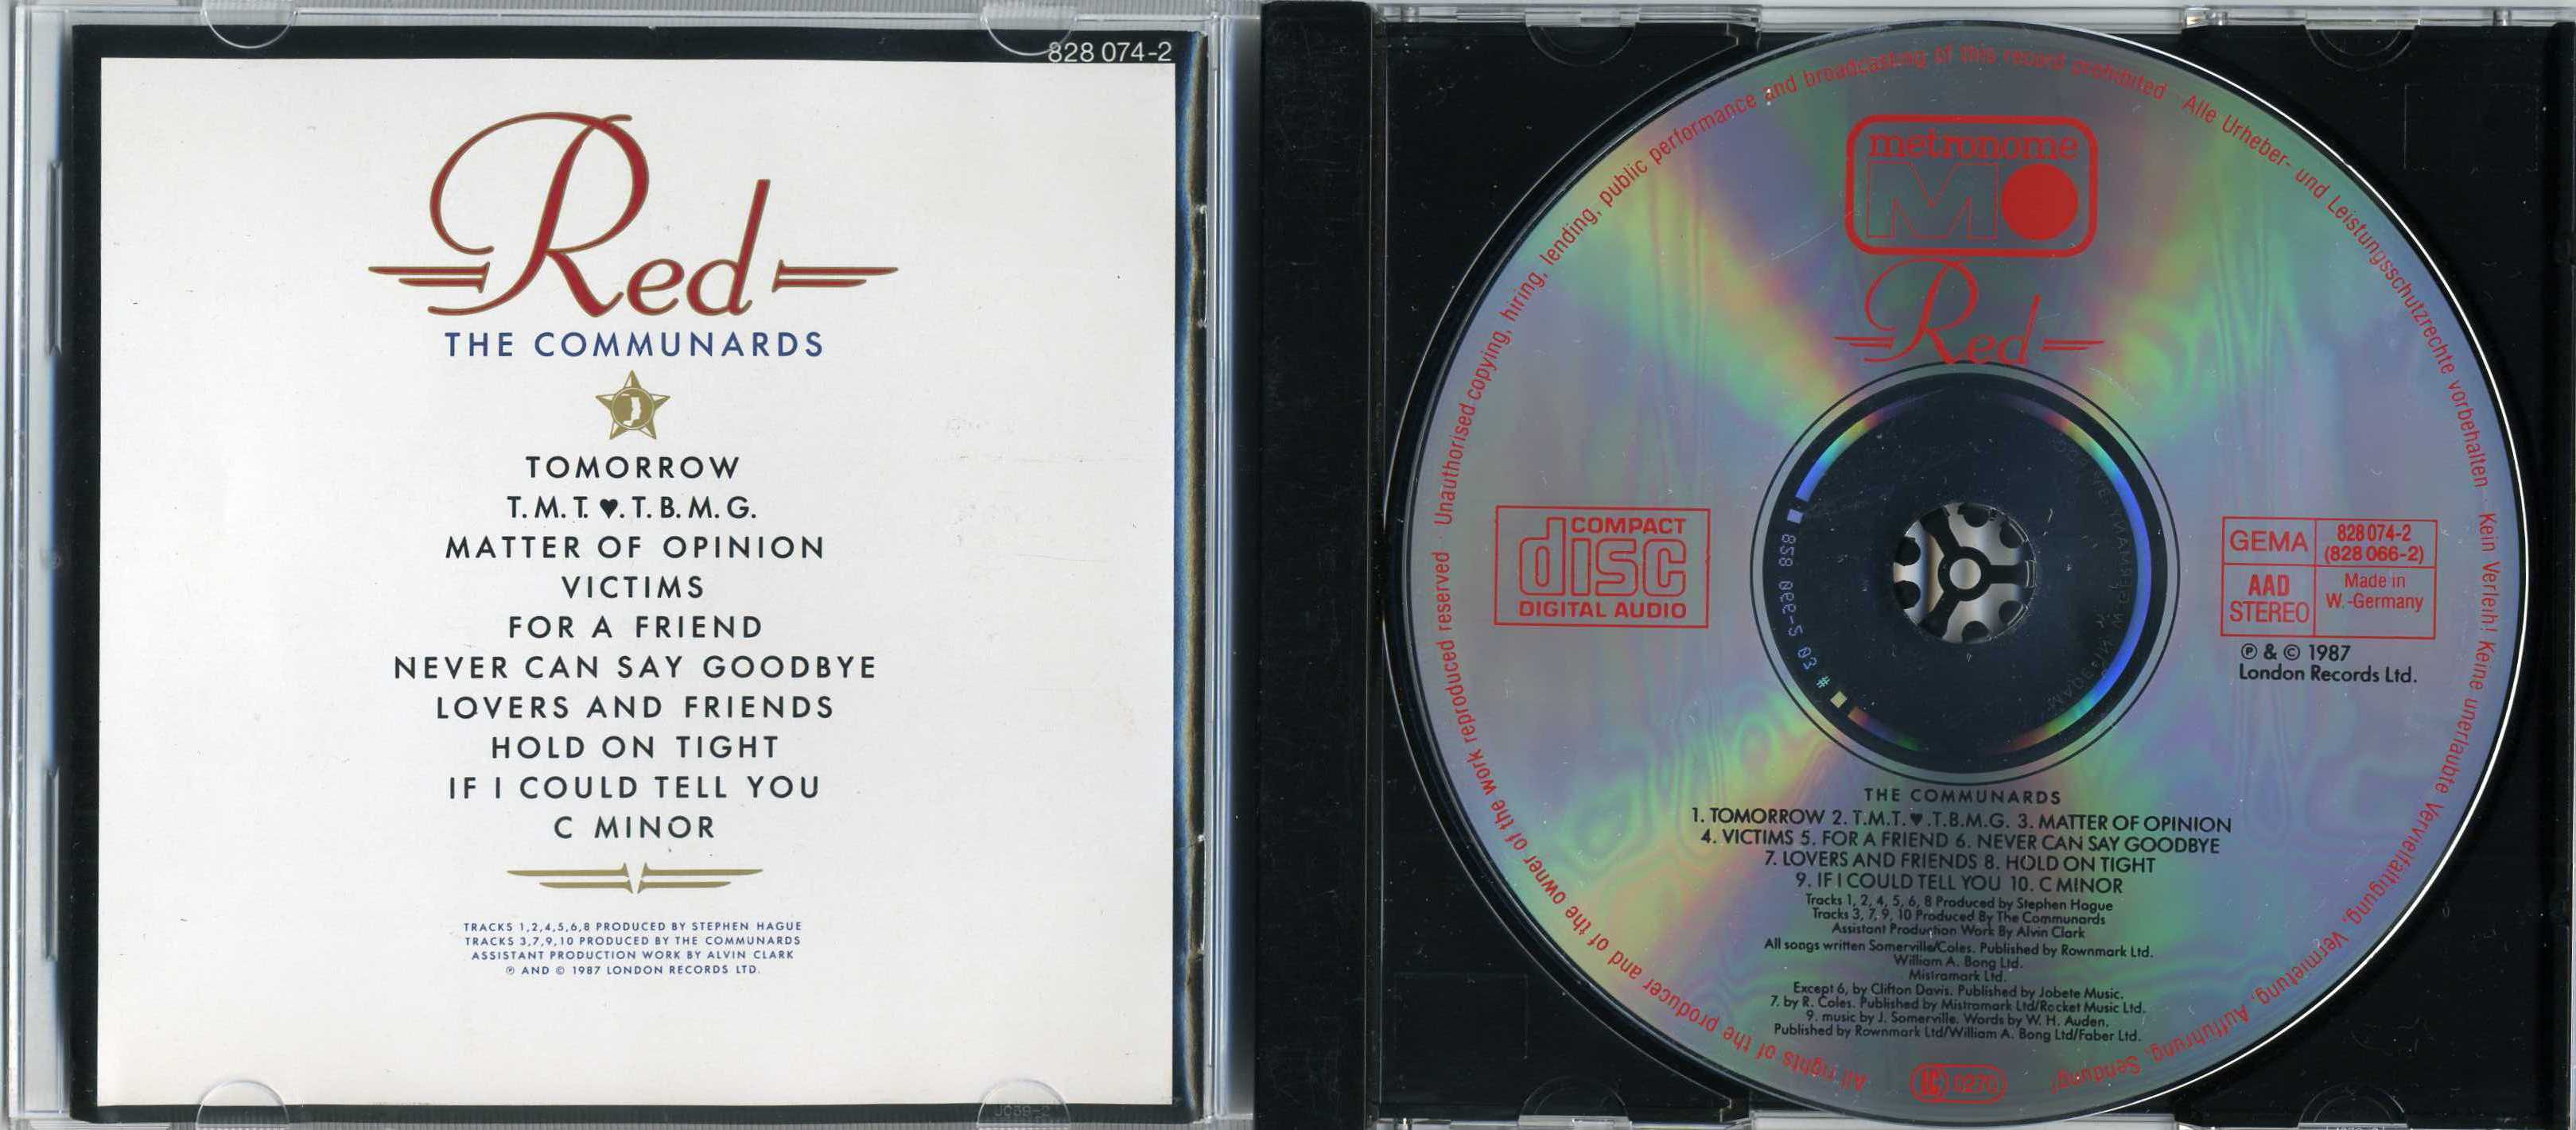 828 074-2
Red
THE COMMUNARDS
TOMORROW
T.M.T. ♥.T.B.M.G.
MATTER OF OPINION
VICTIMS
FOR A FRIEND
NEVER CAN SAY GOODBYE
LOVERS AND FRIENDS
HOLD ON TIGHT
IF I COULD TELL YOU
C MINOR
TRACKS 1,2,4,5,6,8 PRODUCED BY STEPHEN HAGUE
TRACKS 3,7,9,10 PRODUCED BY THE COMMUNARDS
ASSISTANT PRODUCTION WORK BY ALVIN CLARK
℗ AND © 1987 LONDON RECORDS LTD.
All rights of the producer and of the owner of the work reproduced reserved · Unauthorised copying, hiring, lending, public performance and broadcasting of this record prohibited · Alle Urheber- und Leistungsschutzrechte vorbehalten · Kein Verleih! Keine unerlaubte Vervielfältigung, Vermietung, Aufführung, Sendung!
metronome
M
Red
COMPACT
disc
DIGITAL AUDIO
GEMA
828 074-2
(828 066-2)
AAD
STEREO
Made in
W.-Germany
℗ & © 1987
London Records Ltd.
THE COMMUNARDS
1. TOMORROW 2. T.M.T.♥.T.B.M.G. 3. MATTER OF OPINION
4. VICTIMS 5. FOR A FRIEND 6. NEVER CAN SAY GOODBYE
7. LOVERS AND FRIENDS 8. HOLD ON TIGHT
9. IF I COULD TELL YOU 10. C MINOR
Tracks 1, 2, 4, 5, 6, 8 Produced by Stephen Hague
Tracks 3, 7, 9, 10 Produced By The Communards
Assistant Production Work By Alvin Clark
All songs written Somerville/Coles. Published by Rownmark Ltd.
William A. Bong Ltd.
Mistramark Ltd.
Except 6, by Clifton Davis. Published by Jobete Music.
7. by R. Coles. Published by Mistramark Ltd/Rocket Music Ltd.
9. music by J. Somerville. Words by W. H. Auden.
Published by Rownmark Ltd/William A. Bong Ltd/Faber Ltd.
LC 0270